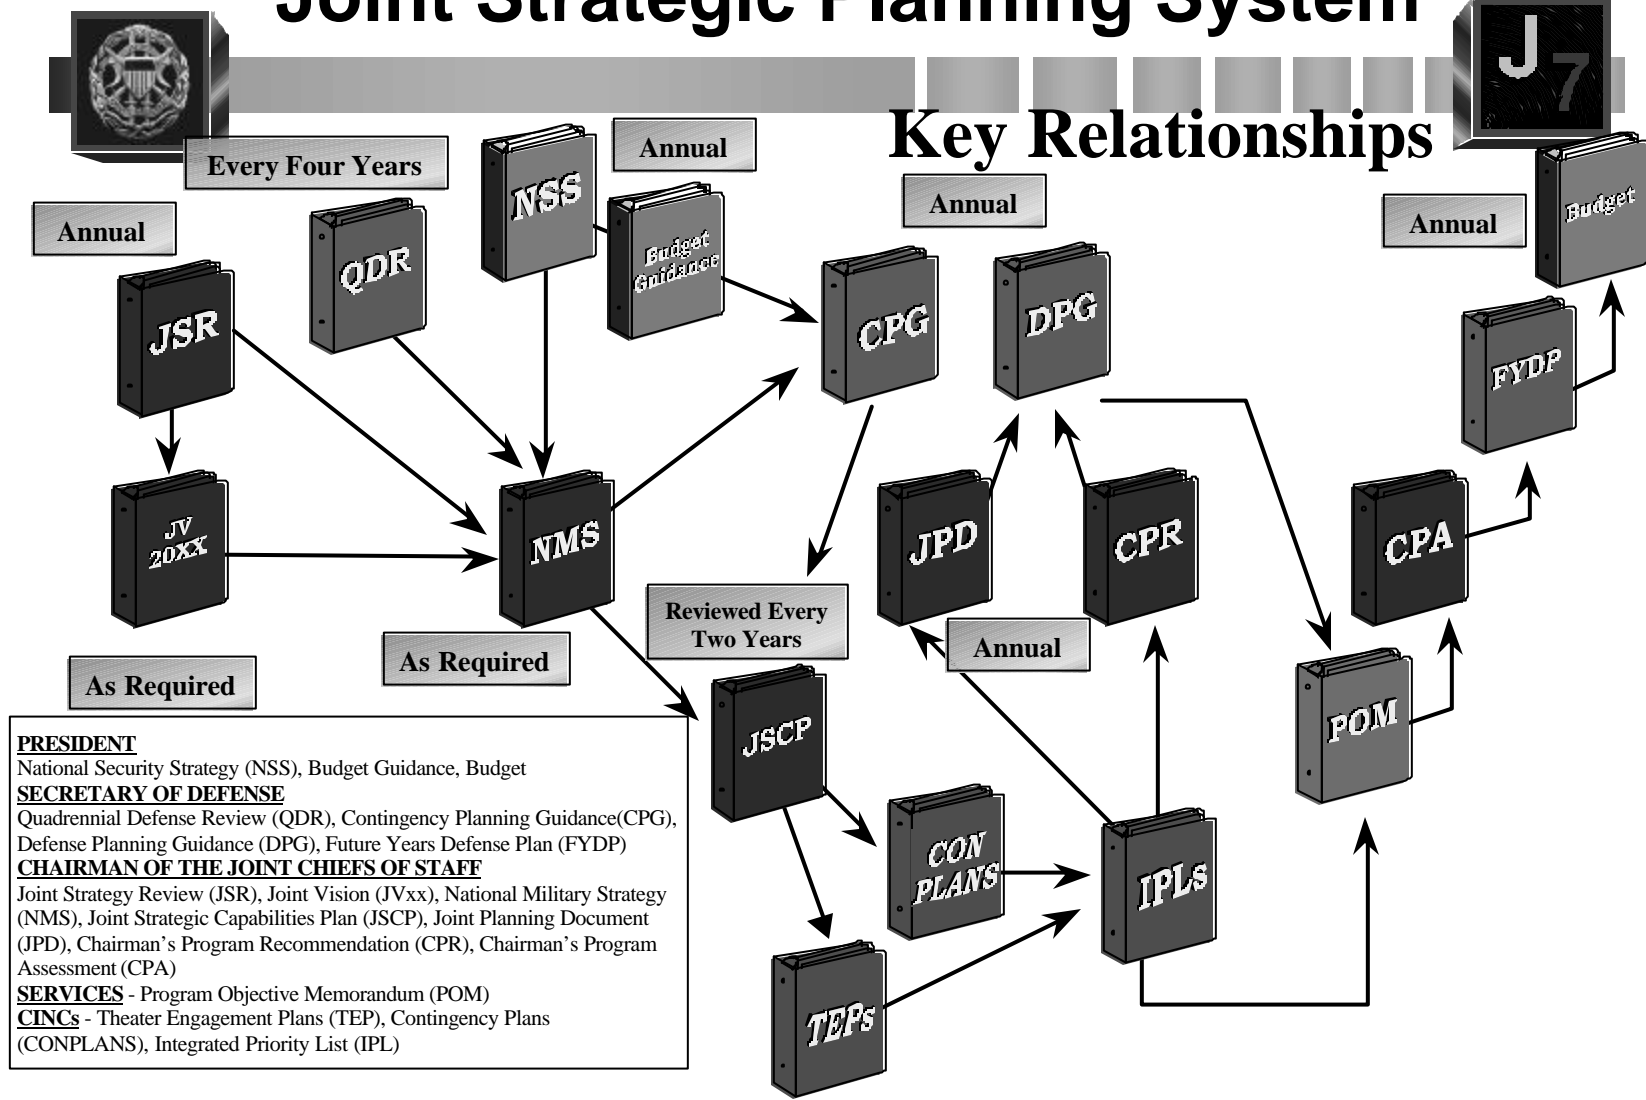 Joint Strategic Planning System
J7
Key Relationships
Every Four Years
Annual
Annual
Annual
Annual
NSS
Budget
Guidance
QDR
JSR
CPG
DPG
Budget
FYDP
JV
20XX
NMS
JPD
CPR
CPA
Reviewed Every
Two Years
As Required
As Required
Annual
JSCP
POM
CON
PLANS
IPLs
TEPs
PRESIDENT
National Security Strategy (NSS), Budget Guidance, Budget
SECRETARY OF DEFENSE
Quadrennial Defense Review (QDR), Contingency Planning Guidance(CPG),
Defense Planning Guidance (DPG), Future Years Defense Plan (FYDP)
CHAIRMAN OF THE JOINT CHIEFS OF STAFF
Joint Strategy Review (JSR), Joint Vision (JVxx), National Military Strategy
(NMS), Joint Strategic Capabilities Plan (JSCP), Joint Planning Document
(JPD), Chairman’s Program Recommendation (CPR), Chairman’s Program
Assessment (CPA)
SERVICES - Program Objective Memorandum (POM)
CINCs - Theater Engagement Plans (TEP), Contingency Plans
(CONPLANS), Integrated Priority List (IPL)